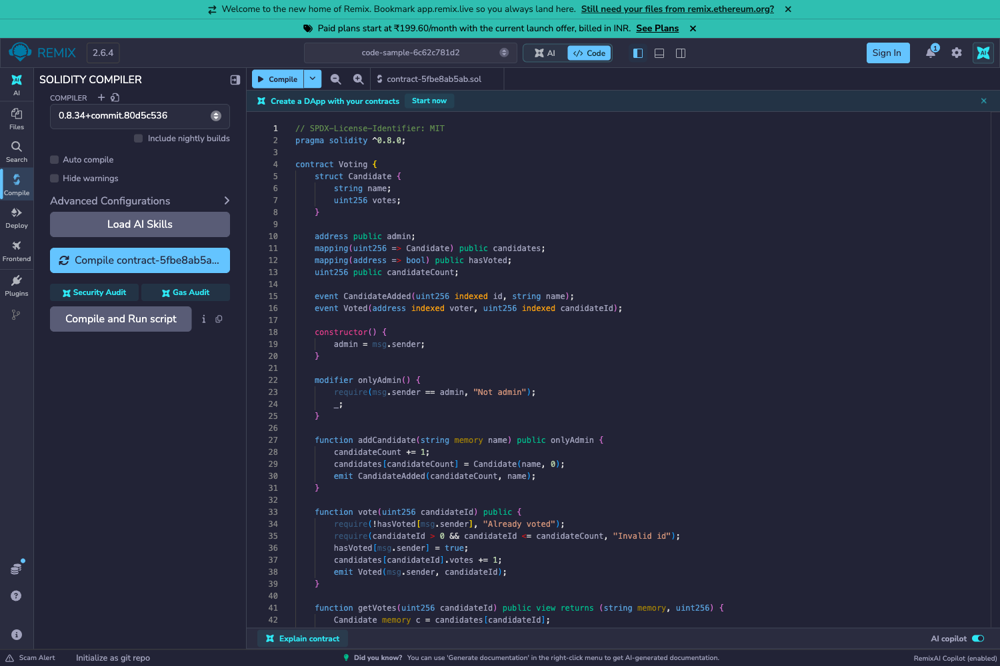 Welcome to the new home of Remix. Bookmark app.remix.live so you always land here. Still need your files from remix.ethereum.org?
Paid plans start at ₹199.60/month with the current launch offer, billed in INR. See Plans
REMIX 2.6.4 code-sample-6c62c781d2 AI </> Code Sign In 1 AI
AI
Files
Search
Compile
Deploy
Frontend
Plugins
SOLIDITY COMPILER
COMPILER
0.8.34+commit.80d5c536
Include nightly builds
Auto compile
Hide warnings
Advanced Configurations
Load AI Skills
Compile contract-5fbe8ab5a...
Security Audit Gas Audit
Compile and Run script
Compile contract-5fbe8ab5ab.sol
Create a DApp with your contracts Start now
1 // SPDX-License-Identifier: MIT
2 pragma solidity ^0.8.0;
3
4 contract Voting {
5 struct Candidate {
6 string name;
7 uint256 votes;
8 }
9
10 address public admin;
11 mapping(uint256 => Candidate) public candidates;
12 mapping(address => bool) public hasVoted;
13 uint256 public candidateCount;
14
15 event CandidateAdded(uint256 indexed id, string name);
16 event Voted(address indexed voter, uint256 indexed candidateId);
17
18 constructor() {
19 admin = msg.sender;
20 }
21
22 modifier onlyAdmin() {
23 require(msg.sender == admin, "Not admin");
24 _;
25 }
26
27 function addCandidate(string memory name) public onlyAdmin {
28 candidateCount += 1;
29 candidates[candidateCount] = Candidate(name, 0);
30 emit CandidateAdded(candidateCount, name);
31 }
32
33 function vote(uint256 candidateId) public {
34 require(!hasVoted[msg.sender], "Already voted");
35 require(candidateId > 0 && candidateId <= candidateCount, "Invalid id");
36 hasVoted[msg.sender] = true;
37 candidates[candidateId].votes += 1;
38 emit Voted(msg.sender, candidateId);
39 }
40
41 function getVotes(uint256 candidateId) public view returns (string memory, uint256) {
42 Candidate memory c = candidates[candidateId];
Explain contract AI copilot
Scam Alert Initialize as git repo Did you know? You can use 'Generate documentation' in the right-click menu to get AI-generated documentation. RemixAI Copilot (enabled)